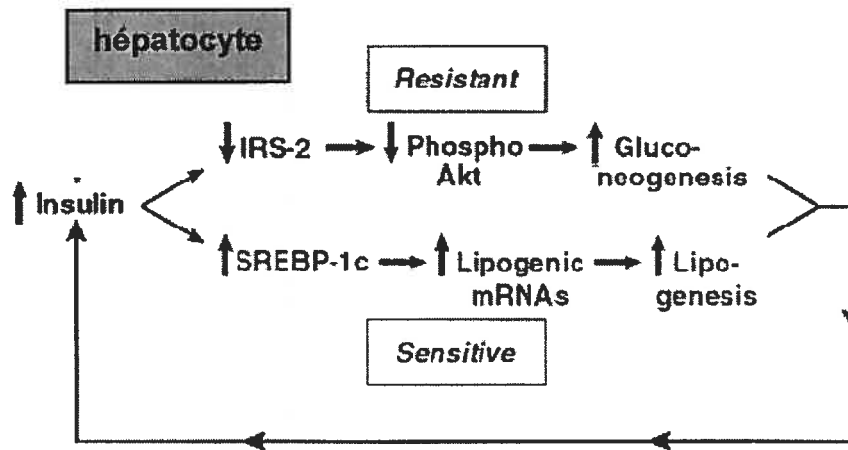 hépatocyte
Resistant
IRS-2
Phospho
Akt
Gluco-
neogenesis
Insulin
SREBP-1c
Lipogenic
mRNAs
Lipo-
genesis
Sensitive